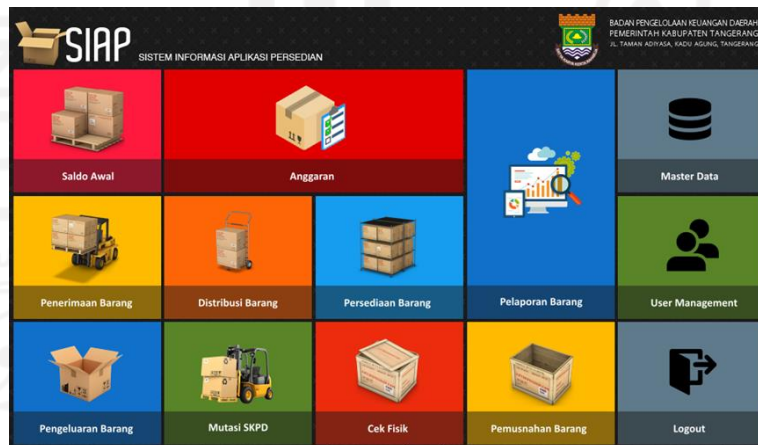 SIAP
SISTEM INFORMASI APLIKASI PERSEDIAN
BADAN PENGELOLAAN KEUANGAN DAERAH
PEMERINTAH KABUPATEN TANGERANG
JL. TAMAN ADIYASA, KADU AGUNG, TANGERANG
Saldo Awal
Anggaran
Master Data
Penerimaan Barang
Distribusi Barang
Persediaan Barang
Pelaporan Barang
User Management
Pengeluaran Barang
Mutasi SKPD
Cek Fisik
Pemusnahan Barang
Logout